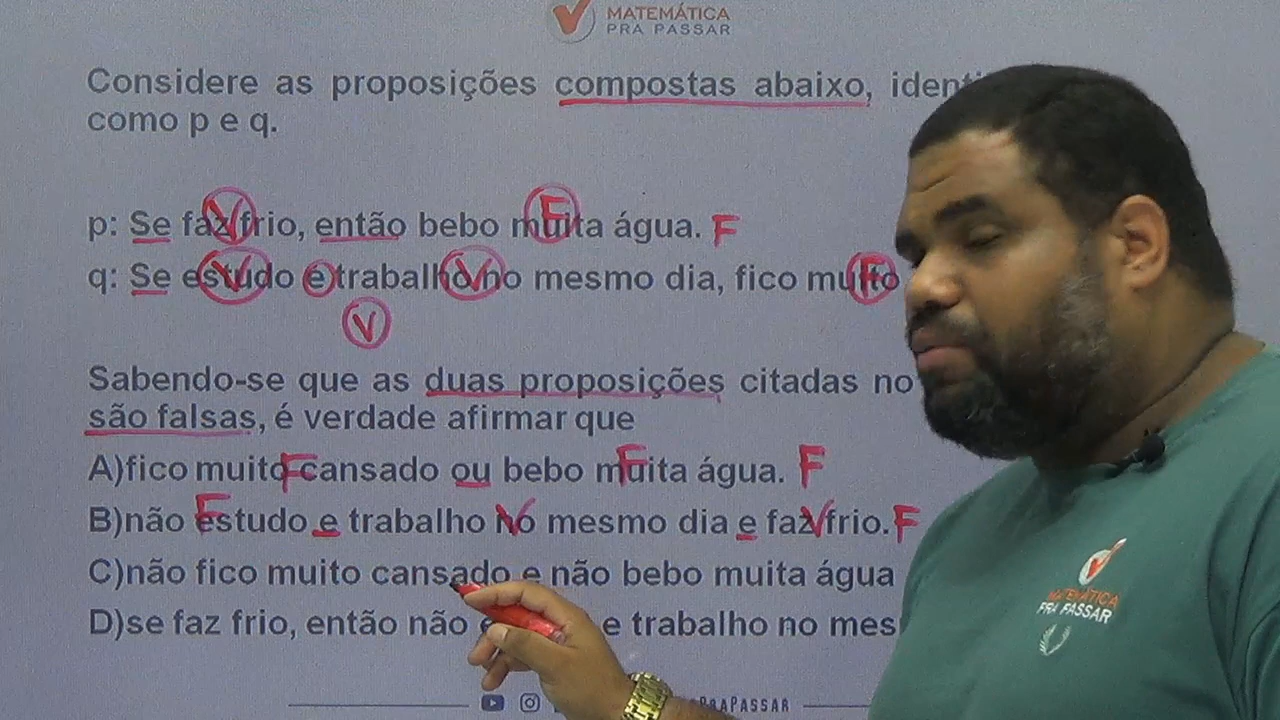 MATEMÁTICA
PRA PASSAR
Considere as proposições compostas abaixo,
como p e q.
V F
p: Se faz frio, então bebo muita água. F
V V F
q: Se estudo e trabalho no mesmo dia, fico muito
V
Sabendo-se que as duas proposições citadas no
são falsas, é verdade afirmar que
F F
A)fico muito cansado ou bebo muita água. F
F V V
B)não estudo e trabalho no mesmo dia e faz frio. F
C)não fico muito cansado e não bebo muita água
D)se faz frio, então não e trabalho no
MATEMÁTICA
PRA PASSAR
PRAPASSAR